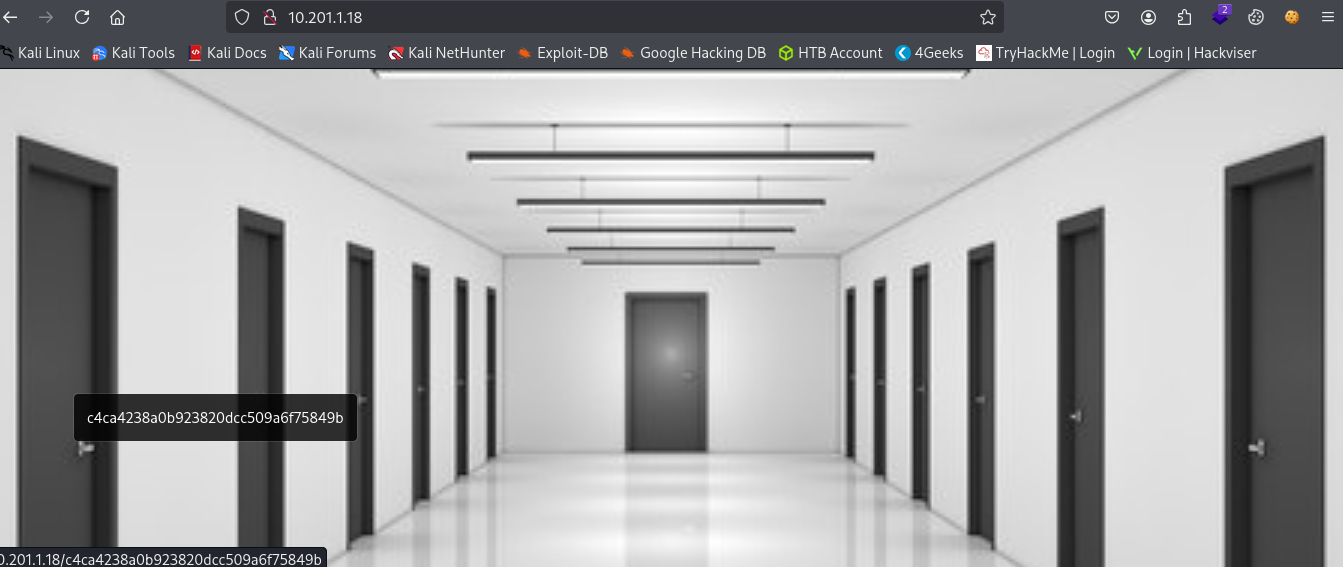 10.201.1.18
2
Kali Linux Kali Tools Kali Docs Kali Forums Kali NetHunter Exploit-DB Google Hacking DB HTB Account 4Geeks TryHackMe | Login Login | Hackviser
c4ca4238a0b923820dcc509a6f75849b
0.201.1.18/c4ca4238a0b923820dcc509a6f75849b